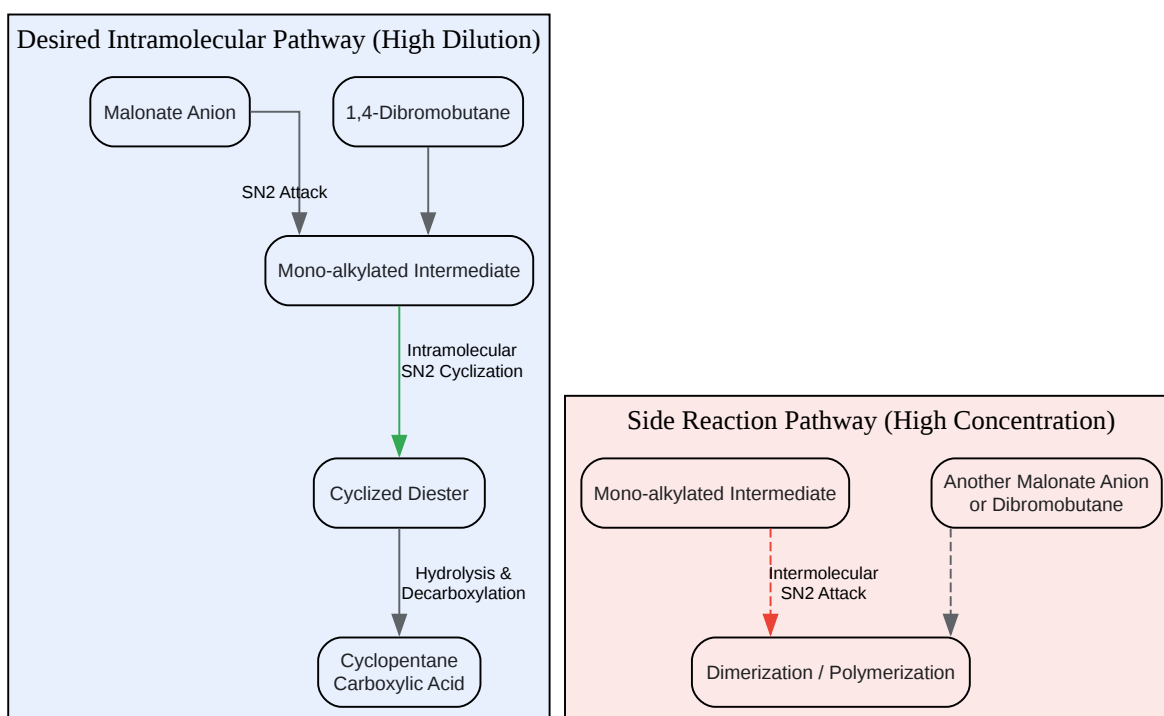 Desired Intramolecular Pathway (High Dilution)
Malonate Anion
1,4-Dibromobutane
SN2 Attack
Mono-alkylated Intermediate
Intramolecular
SN2 Cyclization
Cyclized Diester
Hydrolysis &
Decarboxylation
Cyclopentane
Carboxylic Acid
Side Reaction Pathway (High Concentration)
Mono-alkylated Intermediate
Another Malonate Anion
or Dibromobutane
Intermolecular
SN2 Attack
Dimerization / Polymerization